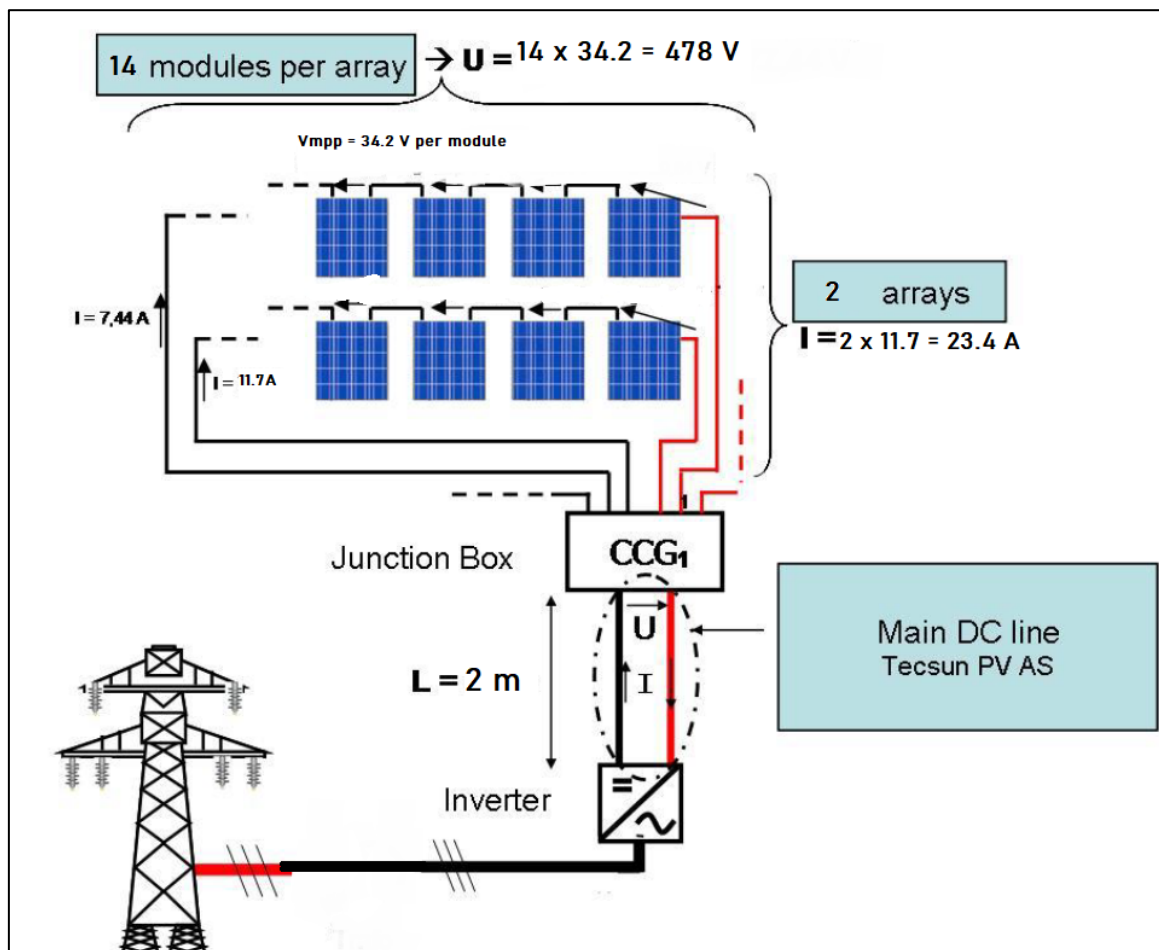 14 modules per array → U = 14 x 34.2 = 478 V
Vmpp = 34.2 V per module
I = 7,44 A
I = 11.7A
2 arrays
I = 2 x 11.7 = 23.4 A
Junction Box
CCG1
U
I
L = 2 m
Main DC line
Tecsun PV AS
Inverter